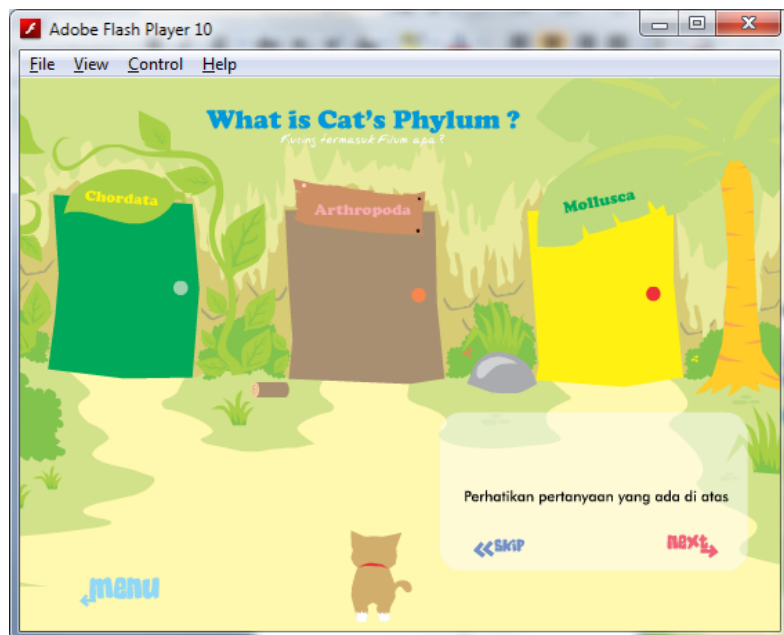 Adobe Flash Player 10
File View Control Help
What is Cat's Phylum ?
Kucing termasuk Filum apa ?
Chordata
Arthropoda
Mollusca
Perhatikan pertanyaan yang ada di atas
SKIP
next
menu